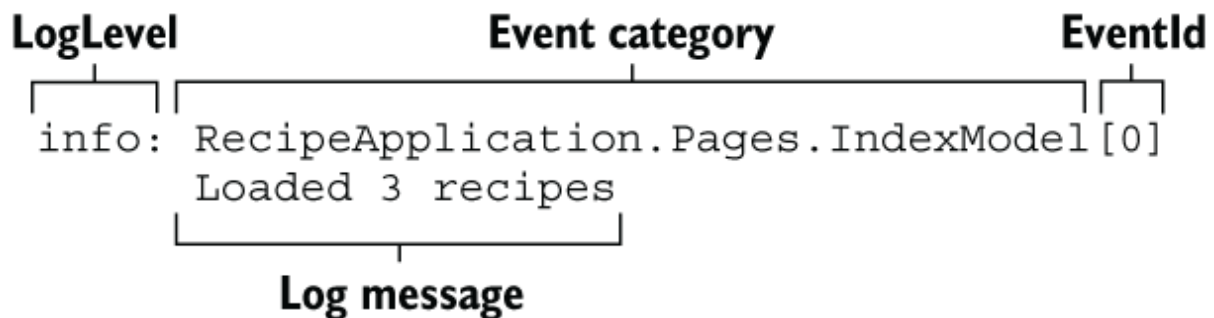 LogLevel Event category EventId
info: RecipeApplication.Pages.IndexModel[0]
Loaded 3 recipes
Log message